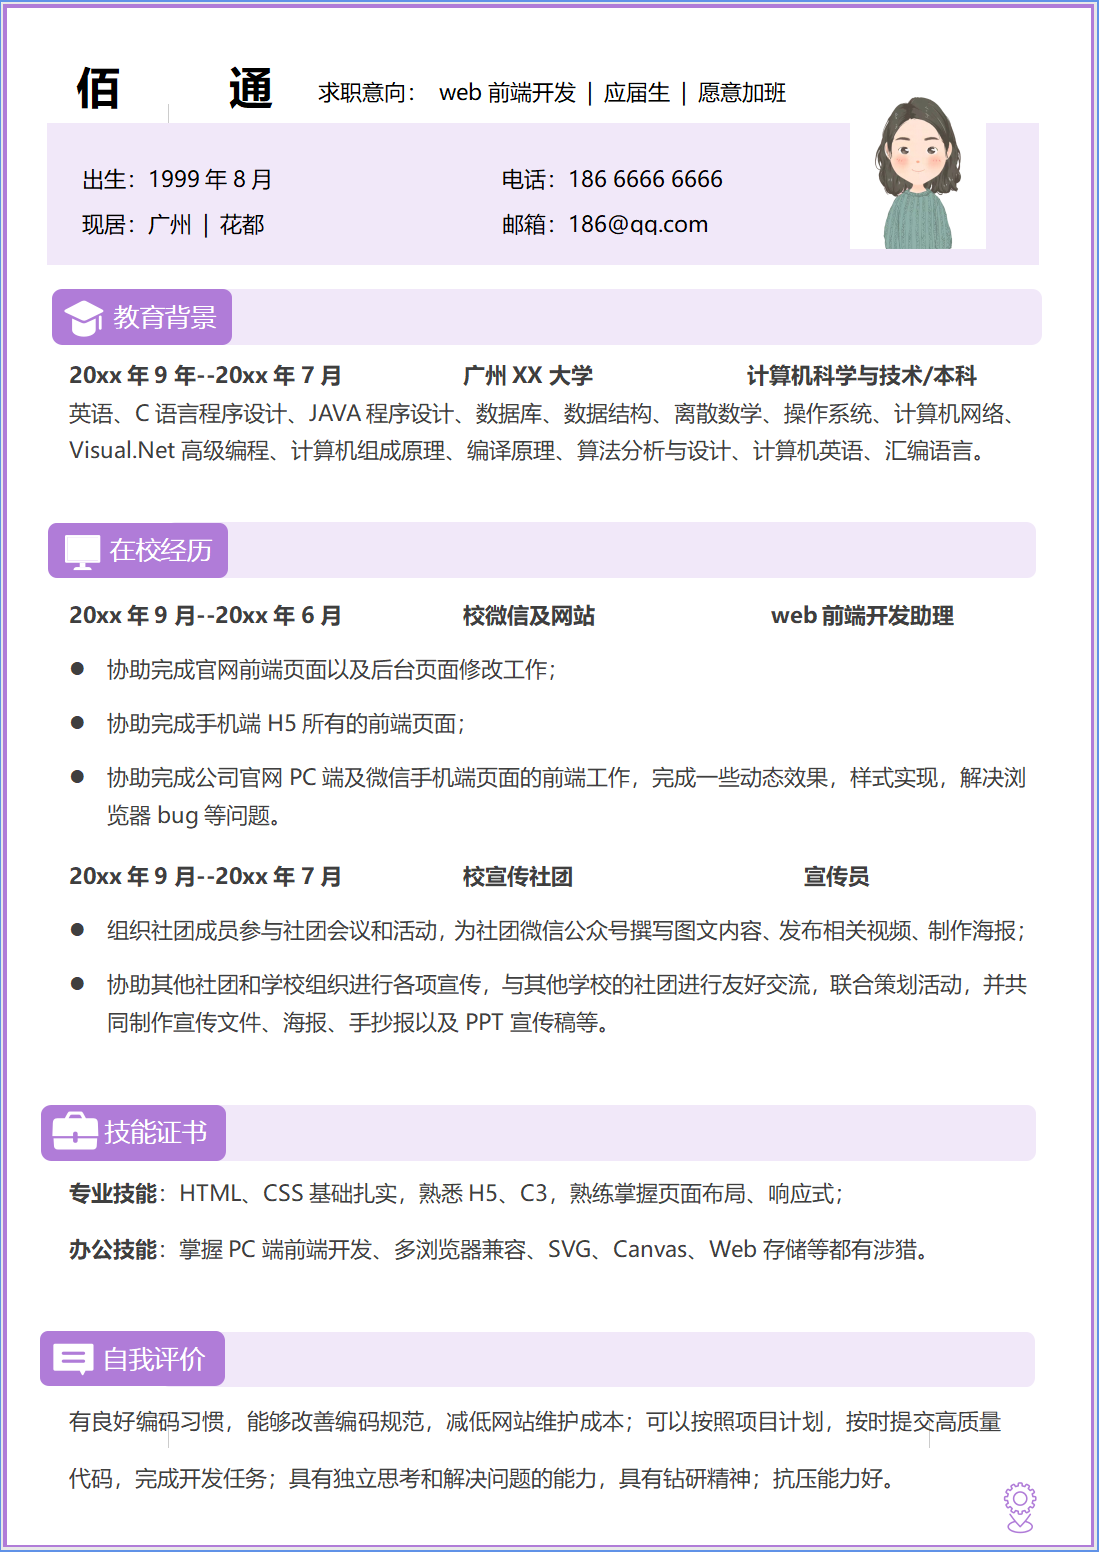 佰 通 求职意向： web 前端开发 | 应届生 | 愿意加班
出生：1999 年 8 月 电话：186 6666 6666
现居：广州 | 花都 邮箱：186@qq.com
教育背景
20xx 年 9 年--20xx 年 7 月 广州 XX 大学 计算机科学与技术/本科
英语、C 语言程序设计、JAVA 程序设计、数据库、数据结构、离散数学、操作系统、计算机网络、
Visual.Net 高级编程、计算机组成原理、编译原理、算法分析与设计、计算机英语、汇编语言。
在校经历
20xx 年 9 月--20xx 年 6 月 校微信及网站 web 前端开发助理
● 协助完成官网前端页面以及后台页面修改工作；
● 协助完成手机端 H5 所有的前端页面；
● 协助完成公司官网 PC 端及微信手机端页面的前端工作，完成一些动态效果，样式实现，解决浏
览器 bug 等问题。
20xx 年 9 月--20xx 年 7 月 校宣传社团 宣传员
● 组织社团成员参与社团会议和活动，为社团微信公众号撰写图文内容、发布相关视频、制作海报；
● 协助其他社团和学校组织进行各项宣传，与其他学校的社团进行友好交流，联合策划活动，并共
同制作宣传文件、海报、手抄报以及 PPT 宣传稿等。
技能证书
专业技能：HTML、CSS 基础扎实，熟悉 H5、C3，熟练掌握页面布局、响应式；
办公技能：掌握 PC 端前端开发、多浏览器兼容、SVG、Canvas、Web 存储等都有涉猎。
自我评价
有良好编码习惯，能够改善编码规范，减低网站维护成本；可以按照项目计划，按时提交高质量
代码，完成开发任务；具有独立思考和解决问题的能力，具有钻研精神；抗压能力好。